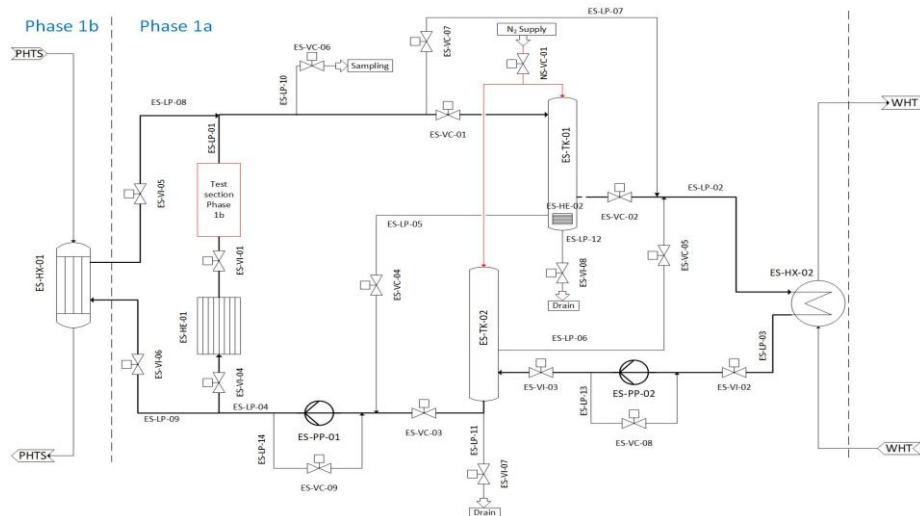 Phase 1b
Phase 1a
ES-LP-07
N₂ Supply
PHTS
ES-VC-06
Sampling
ES-VC-07
NS-VC-01
ES-LP-08
ES-LP-10
ES-LP-01
ES-VC-01
ES-TK-01
WHT
Test
section
Phase
1b
ES-VI-05
ES-LP-02
ES-HE-02
ES-VC-02
ES-LP-05
ES-LP-12
ES-VI-01
ES-VC-05
ES-HX-01
ES-VC-04
ES-VI-08
ES-HX-02
Drain
ES-HE-01
ES-TK-02
ES-LP-06
ES-LP-03
ES-VI-06
ES-VI-04
ES-VI-03
ES-PP-02
ES-VI-02
ES-LP-13
ES-LP-09
ES-LP-04
ES-PP-01
ES-VC-03
ES-VC-08
ES-LP-14
ES-LP-11
PHTS
WHT
ES-VC-09
ES-VI-07
Drain